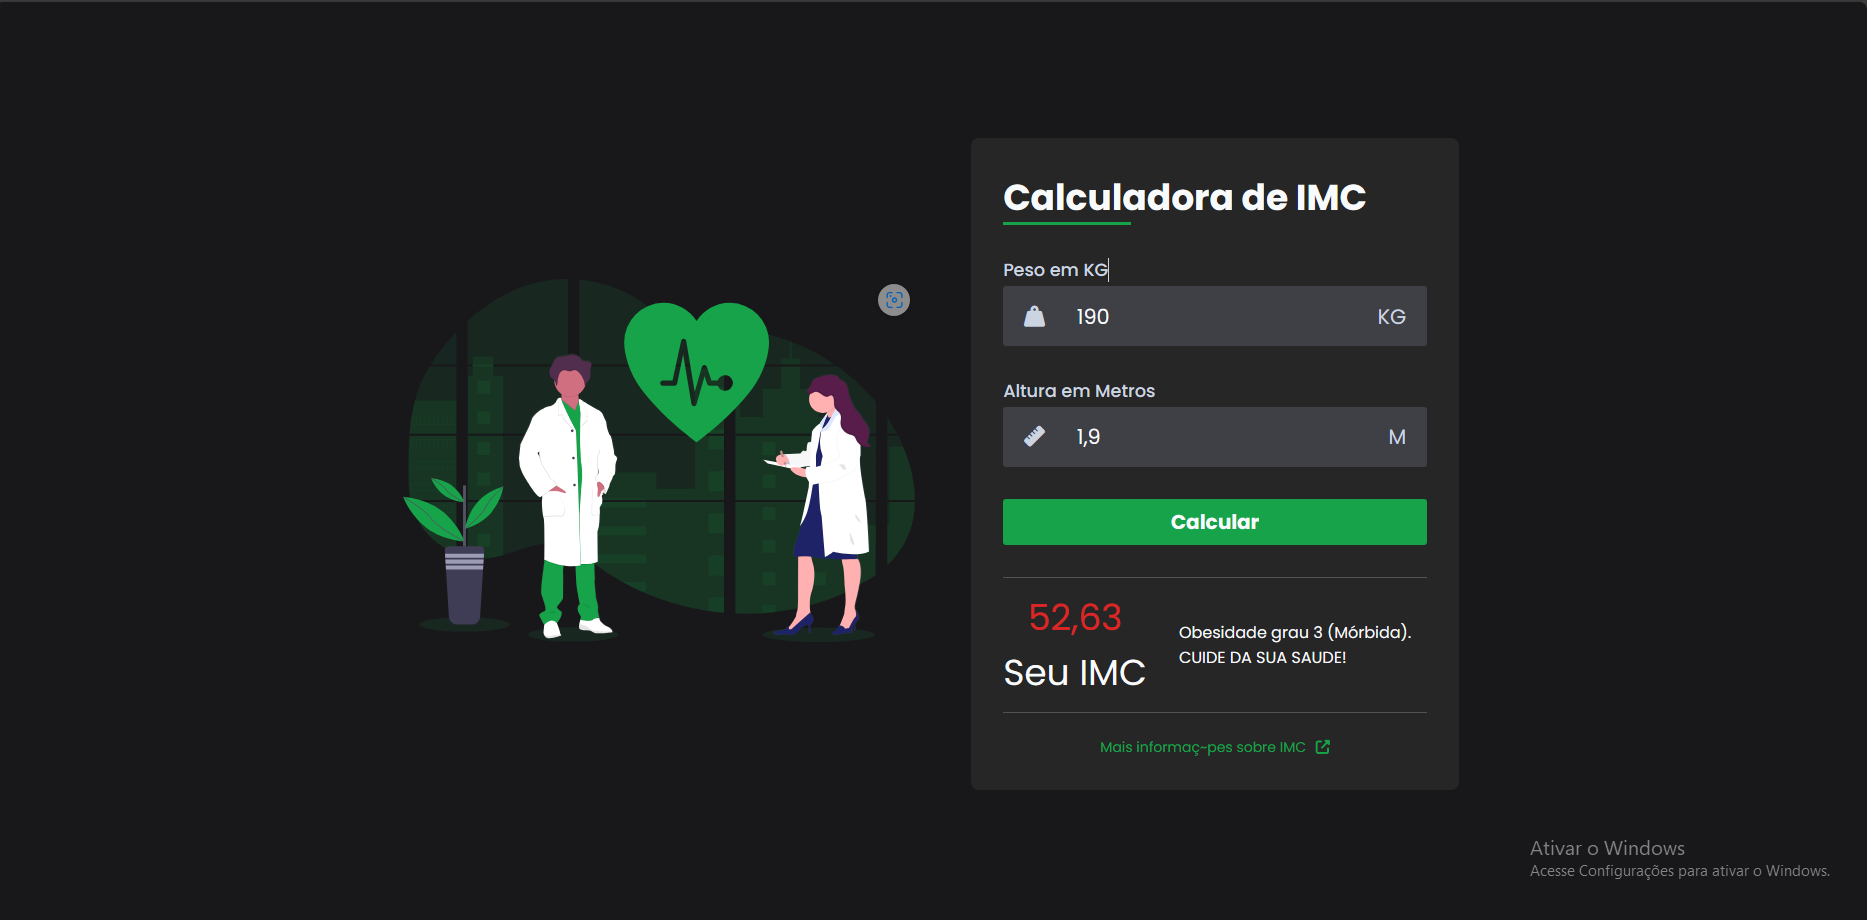 Calculadora de IMC
Peso em KG
190 KG
Altura em Metros
1,9 M
Calcular
52,63
Seu IMC
Obesidade grau 3 (Mórbida).
CUIDE DA SUA SAUDE!
Mais informaç~pes sobre IMC
Ativar o Windows
Acesse Configurações para ativar o Windows.